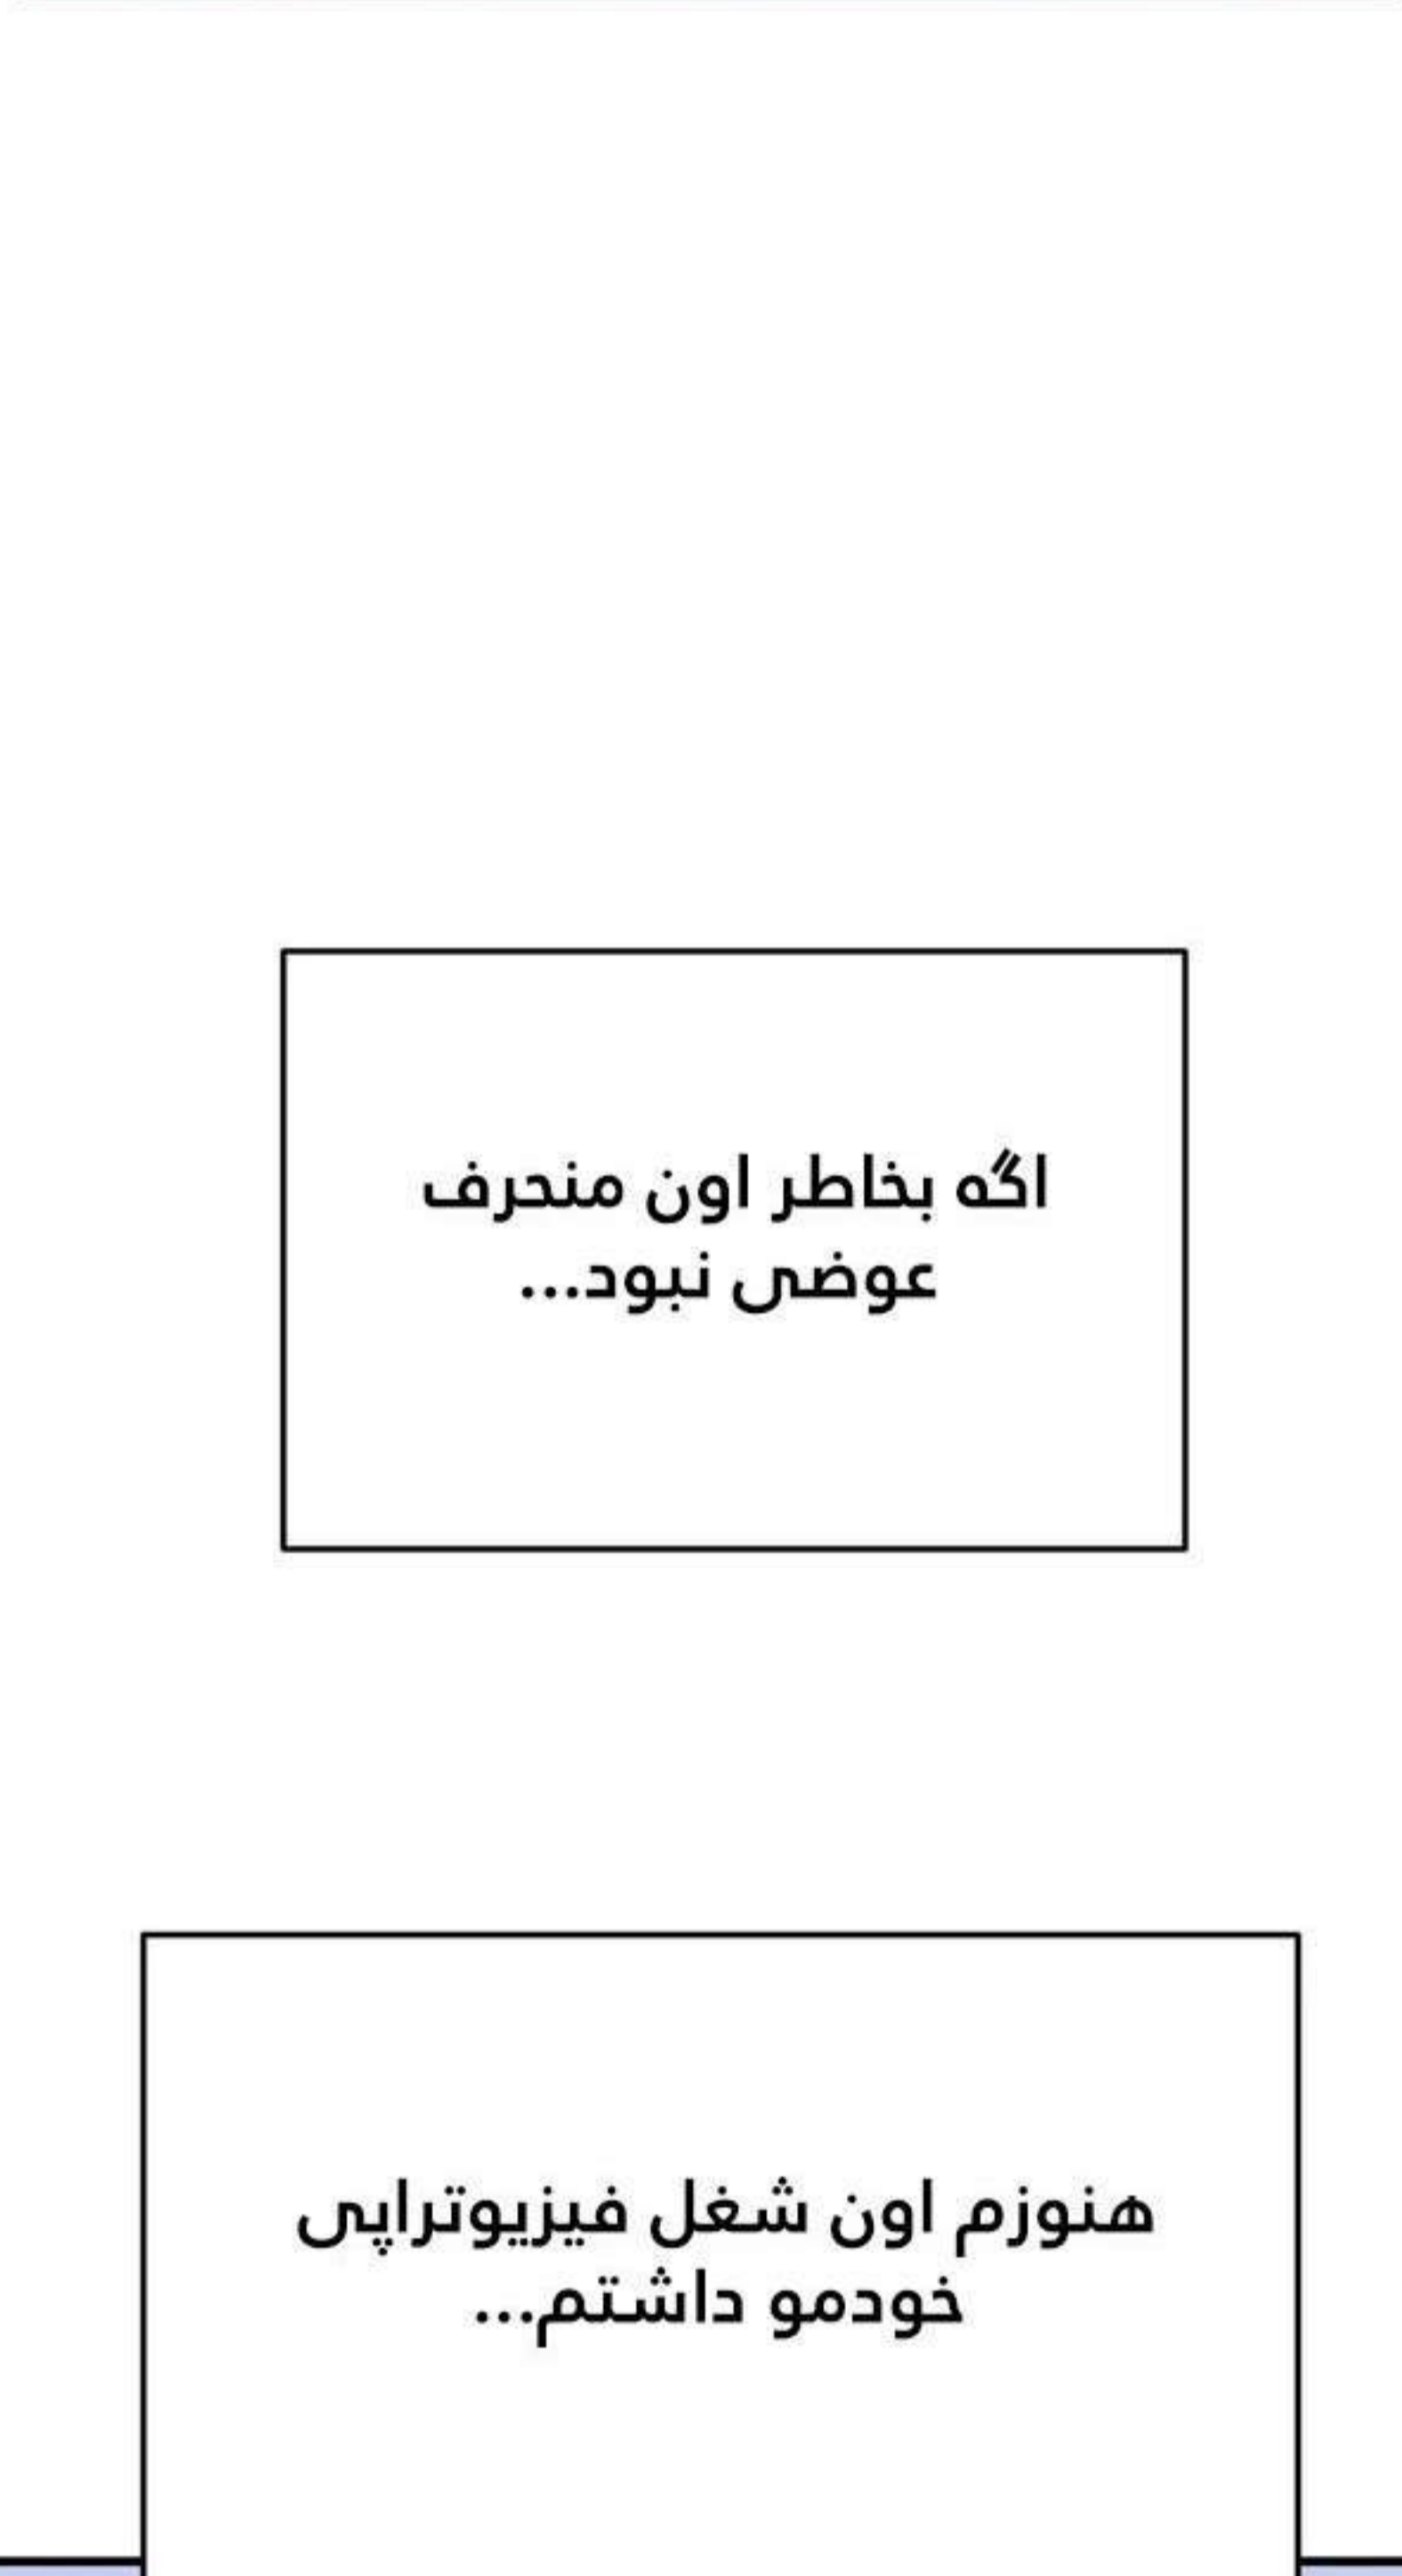 اگه بخاطر اون منحرف
عوضی نبود...
هنوزم اون شغل فیزیوتراپی
خودمو داشتم...